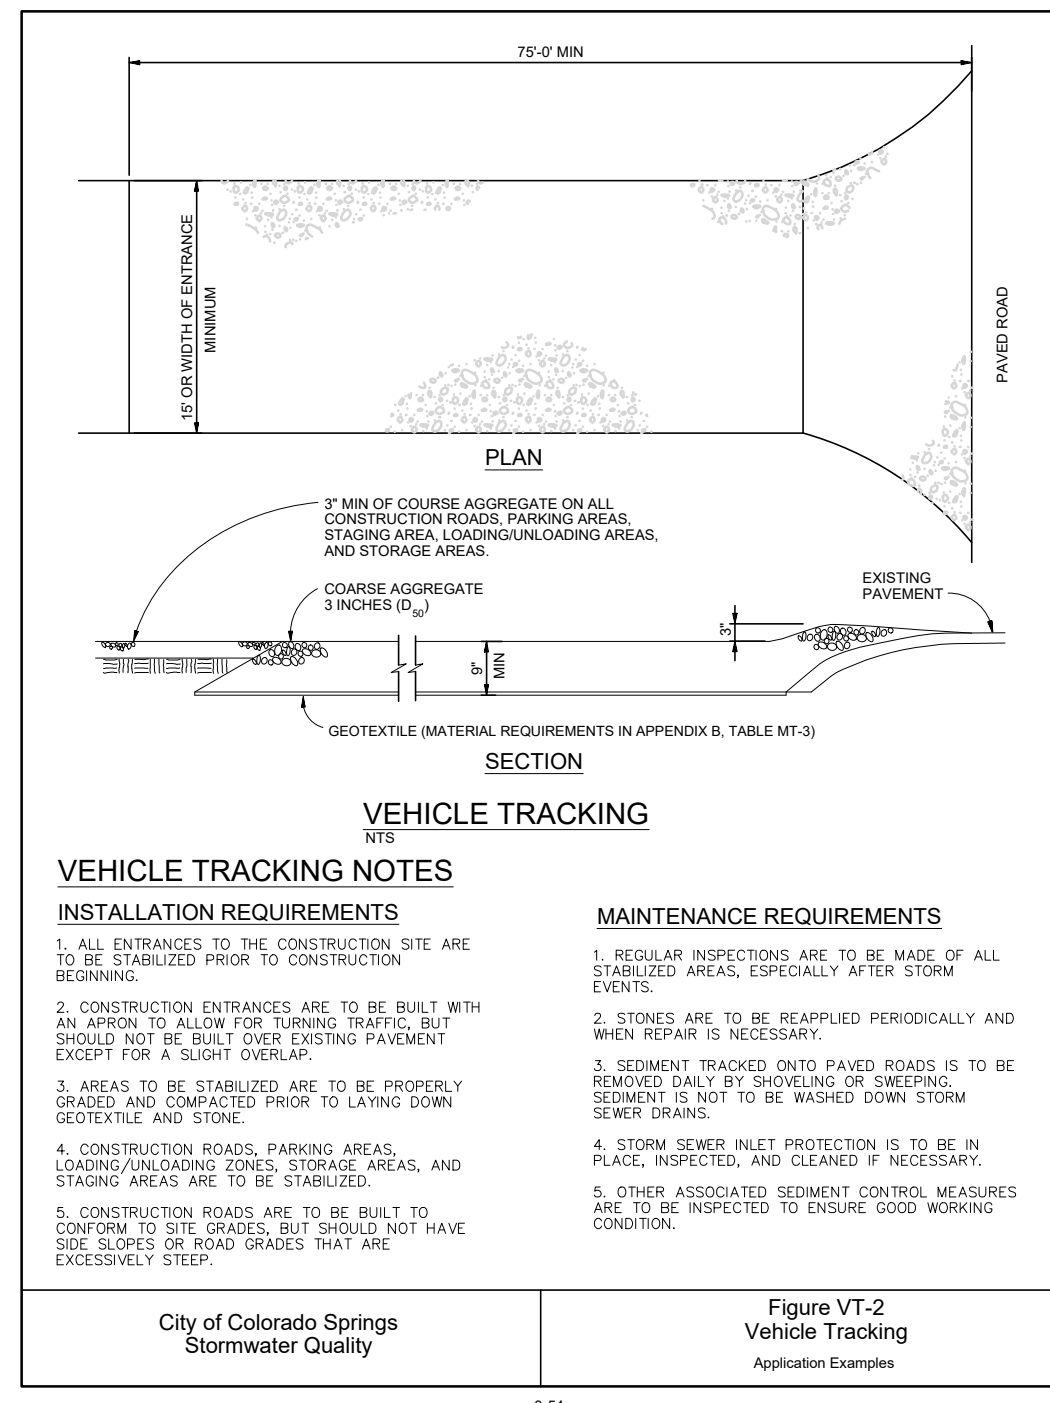 75'-0' MIN
15' OR WIDTH OF ENTRANCE
MINIMUM
PAVED ROAD
PLAN
3" MIN OF COURSE AGGREGATE ON ALL
CONSTRUCTION ROADS, PARKING AREAS,
STAGING AREA, LOADING/UNLOADING AREAS,
AND STORAGE AREAS.
COARSE AGGREGATE
3 INCHES (D50)
EXISTING
PAVEMENT
3"
9"
MIN
GEOTEXTILE (MATERIAL REQUIREMENTS IN APPENDIX B, TABLE MT-3)
SECTION
VEHICLE TRACKING
NTS
VEHICLE TRACKING NOTES
INSTALLATION REQUIREMENTS
1. ALL ENTRANCES TO THE CONSTRUCTION SITE ARE
TO BE STABILIZED PRIOR TO CONSTRUCTION
BEGINNING.
2. CONSTRUCTION ENTRANCES ARE TO BE BUILT WITH
AN APRON TO ALLOW FOR TURNING TRAFFIC, BUT
SHOULD NOT BE BUILT OVER EXISTING PAVEMENT
EXCEPT FOR A SLIGHT OVERLAP.
3. AREAS TO BE STABILIZED ARE TO BE PROPERLY
GRADED AND COMPACTED PRIOR TO LAYING DOWN
GEOTEXTILE AND STONE.
4. CONSTRUCTION ROADS, PARKING AREAS,
LOADING/UNLOADING ZONES, STORAGE AREAS, AND
STAGING AREAS ARE TO BE STABILIZED.
5. CONSTRUCTION ROADS ARE TO BE BUILT TO
CONFORM TO SITE GRADES, BUT SHOULD NOT HAVE
SIDE SLOPES OR ROAD GRADES THAT ARE
EXCESSIVELY STEEP.
MAINTENANCE REQUIREMENTS
1. REGULAR INSPECTIONS ARE TO BE MADE OF ALL
STABILIZED AREAS, ESPECIALLY AFTER STORM
EVENTS.
2. STONES ARE TO BE REAPPLIED PERIODICALLY AND
WHEN REPAIR IS NECESSARY.
3. SEDIMENT TRACKED ONTO PAVED ROADS IS TO BE
REMOVED DAILY BY SHOVELING OR SWEEPING.
SEDIMENT IS NOT TO BE WASHED DOWN STORM
SEWER DRAINS.
4. STORM SEWER INLET PROTECTION IS TO BE IN
PLACE, INSPECTED, AND CLEANED IF NECESSARY.
5. OTHER ASSOCIATED SEDIMENT CONTROL MEASURES
ARE TO BE INSPECTED TO ENSURE GOOD WORKING
CONDITION.
City of Colorado Springs
Stormwater Quality
Figure VT-2
Vehicle Tracking
Application Examples